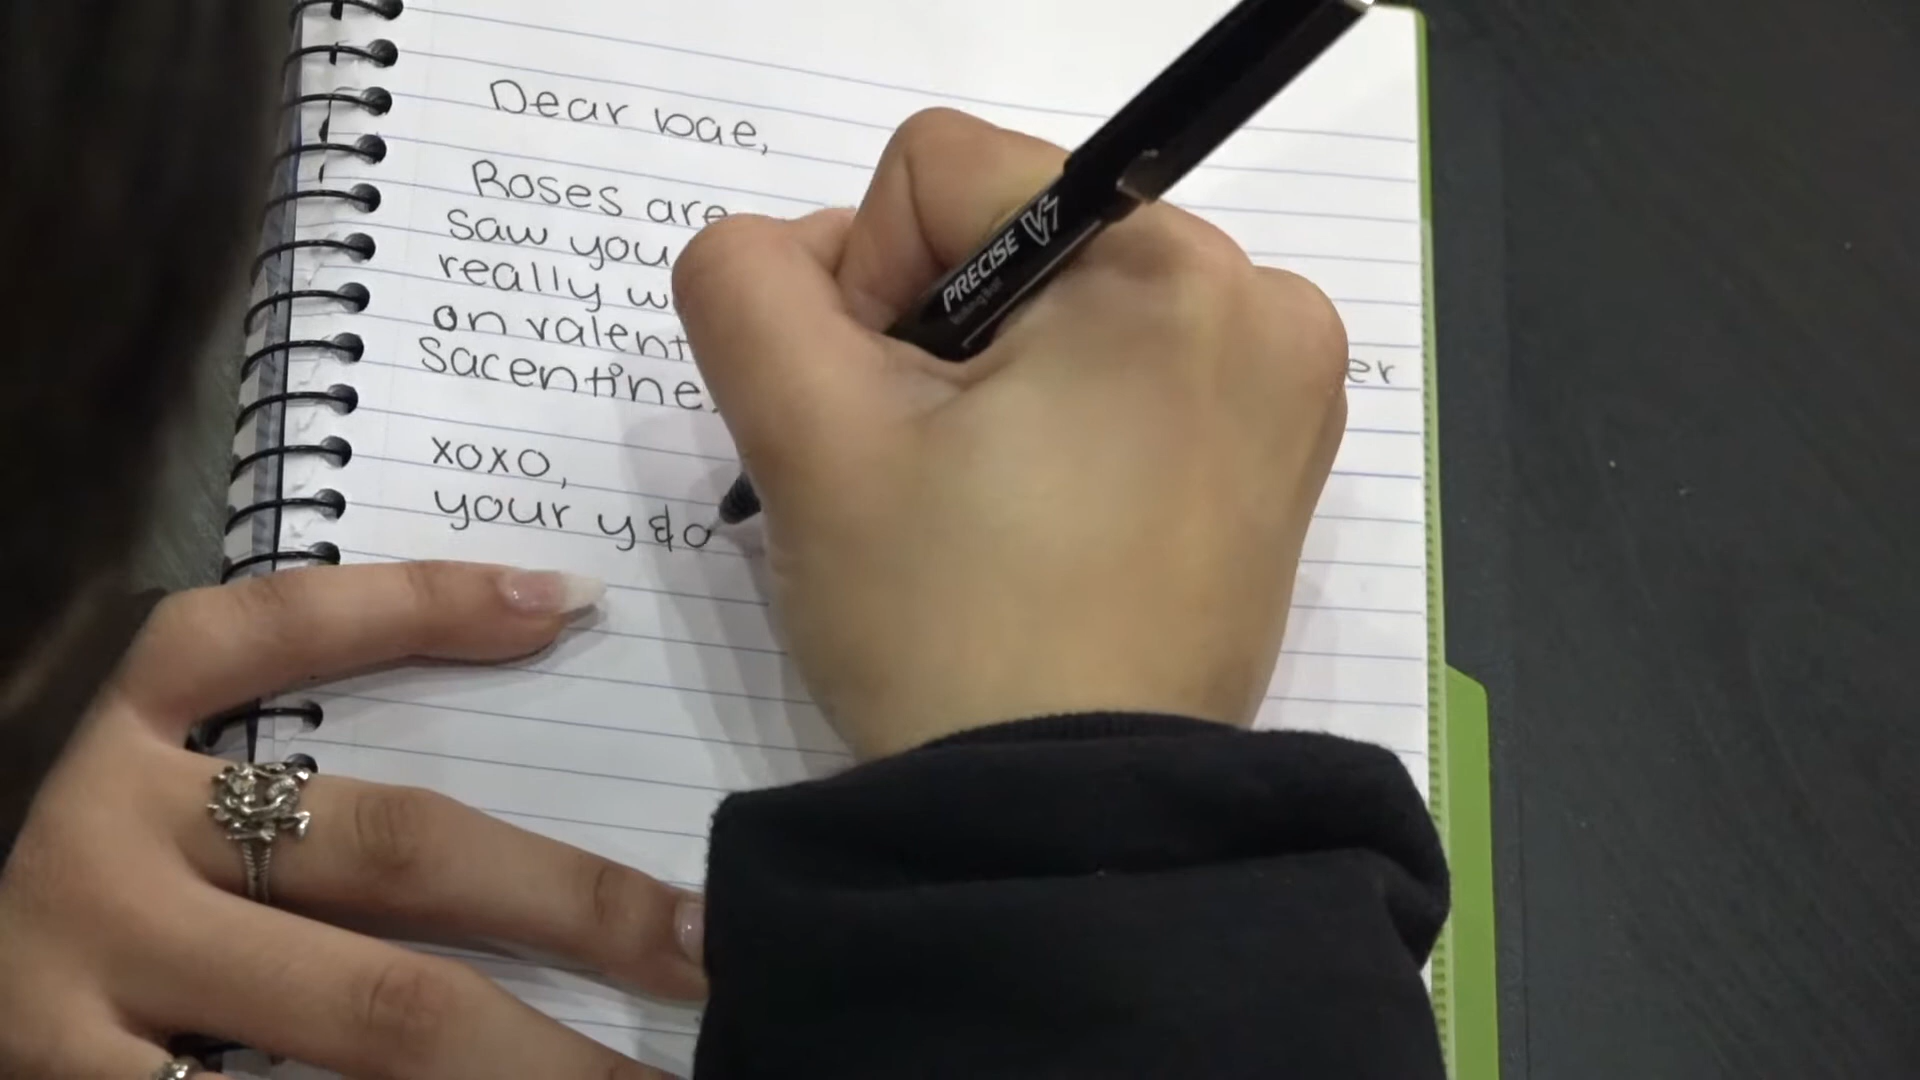 Dear bae,
Roses are
saw you
really w
on valent
er
Sacentine.
xoxo,
your y&o
PRECISE V7